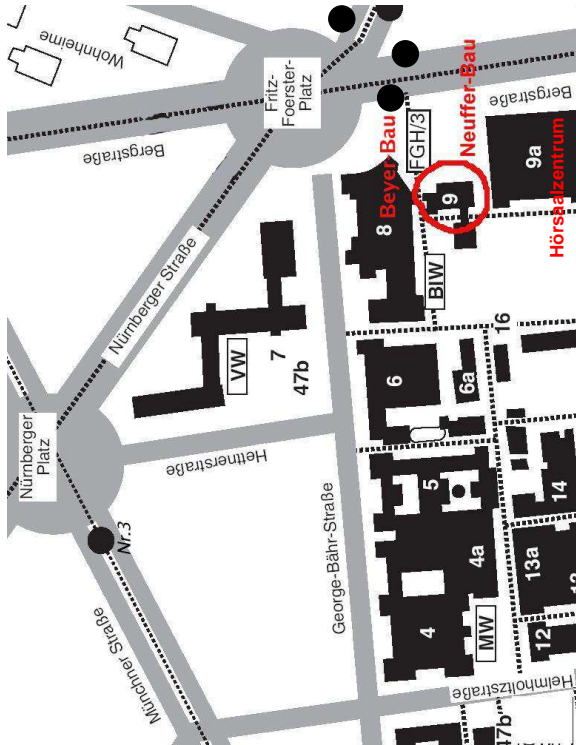 Wohnheime
Fritz-
Foerster-
Platz
Bergstraße
Bergstraße
Nürnberger Straße
Nürnberger
Platz
Nr.3
Münchner Straße
Hettnerstraße
George-Bähr-Straße
Helmholtzstraße
VW
7
47b
Beyer-Bau
8
FGH/3
Neuffer-Bau
9
9a
Hörsaalzentrum
BIW
16
6
6a
5
4a
4
MW
14
13a
12
47b